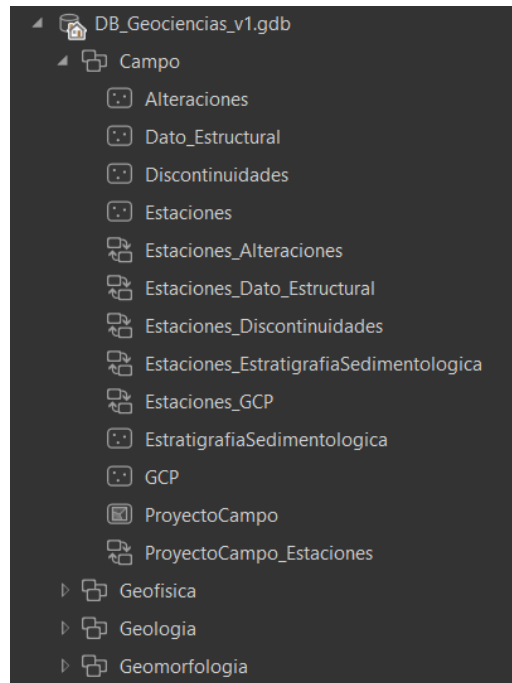 DB_Geociencias_v1.gdb
Campo
Alteraciones
Dato_Estructural
Discontinuidades
Estaciones
Estaciones_Alteraciones
Estaciones_Dato_Estructural
Estaciones_Discontinuidades
Estaciones_EstratigrafiaSedimentologica
Estaciones_GCP
EstratigrafiaSedimentologica
GCP
ProyectoCampo
ProyectoCampo_Estaciones
Geofisica
Geologia
Geomorfologia